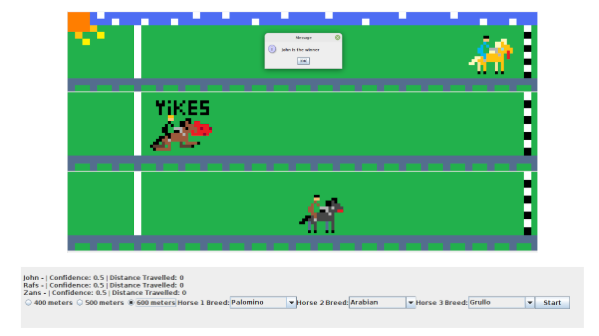 Message
John is the winner
OK
YiKES
John - | Confidence: 0.5 | Distance Travelled: 0
Rafs - | Confidence: 0.5 | Distance Travelled: 0
Zans - | Confidence: 0.5 | Distance Travelled: 0
400 meters 500 meters 600 meters Horse 1 Breed: Palomino Horse 2 Breed: Arabian Horse 3 Breed: Grullo Start